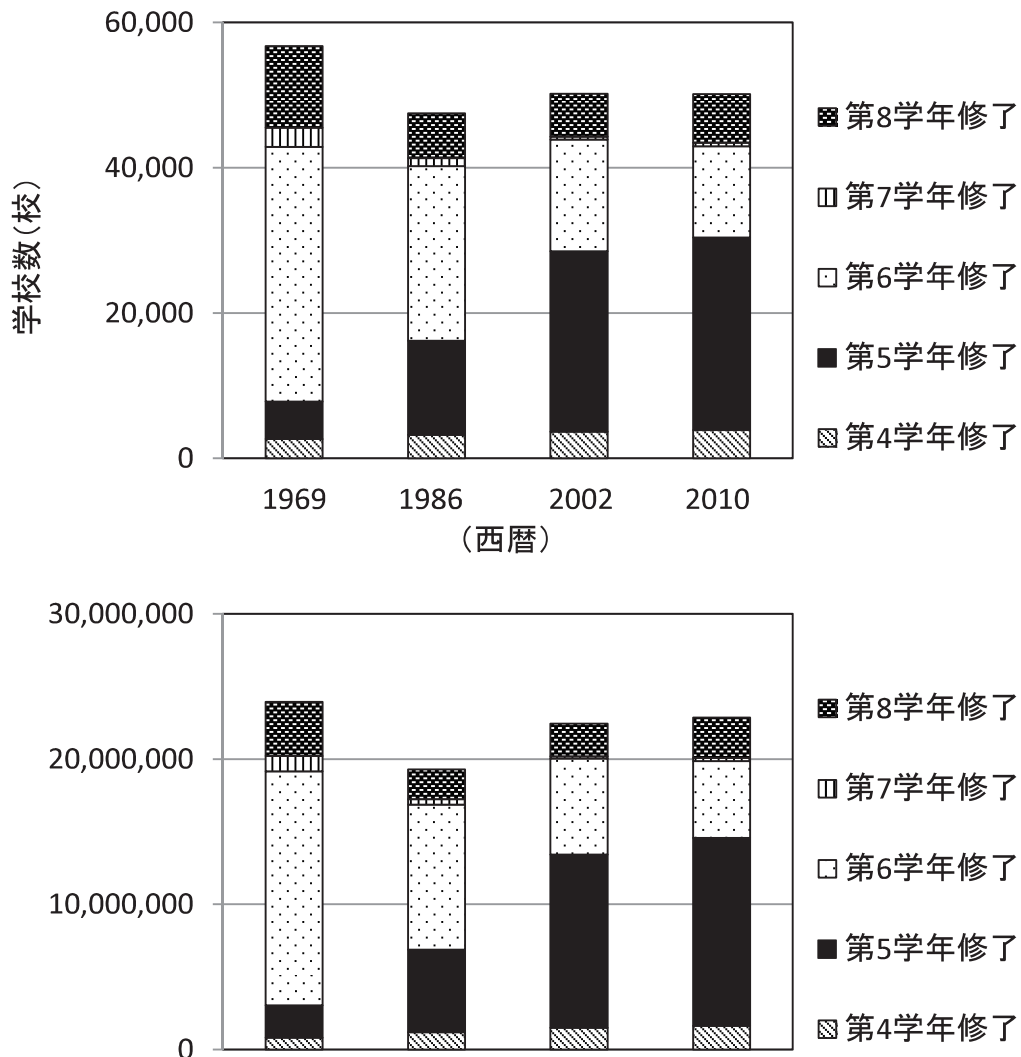 60,000
40,000
20,000
0
学校数(校)
1969 1986 2002 2010
(西暦)
第8学年修了
第7学年修了
第6学年修了
第5学年修了
第4学年修了
30,000,000
20,000,000
10,000,000
0
第8学年修了
第7学年修了
第6学年修了
第5学年修了
第4学年修了